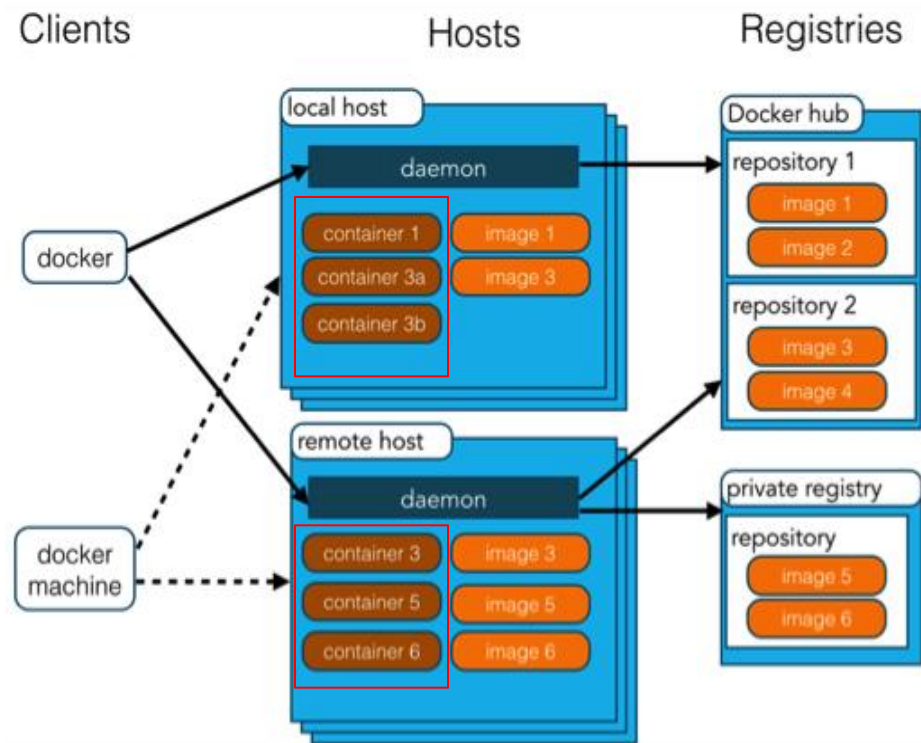 Clients
Hosts
Registries
local host
daemon
container 1
image 1
container 3a
image 3
container 3b
docker
remote host
daemon
container 3
image 3
container 5
image 5
container 6
image 6
docker
machine
Docker hub
repository 1
image 1
image 2
repository 2
image 3
image 4
private registry
repository
image 5
image 6